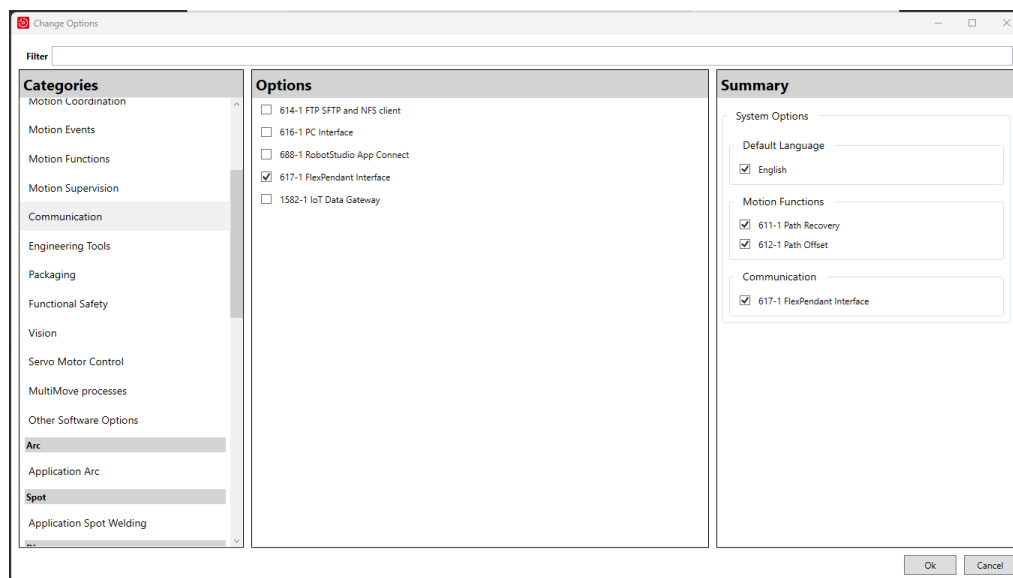 Change Options
Filter
Categories
Motion Coordination
Motion Events
Motion Functions
Motion Supervision
Communication
Engineering Tools
Packaging
Functional Safety
Vision
Servo Motor Control
MultiMove processes
Other Software Options
Arc
Application Arc
Spot
Application Spot Welding
Options
614-1 FTP SFTP and NFS client
616-1 PC Interface
688-1 RobotStudio App Connect
617-1 FlexPendant Interface
1582-1 IoT Data Gateway
Summary
System Options
Default Language
English
Motion Functions
611-1 Path Recovery
612-1 Path Offset
Communication
617-1 FlexPendant Interface
Ok
Cancel